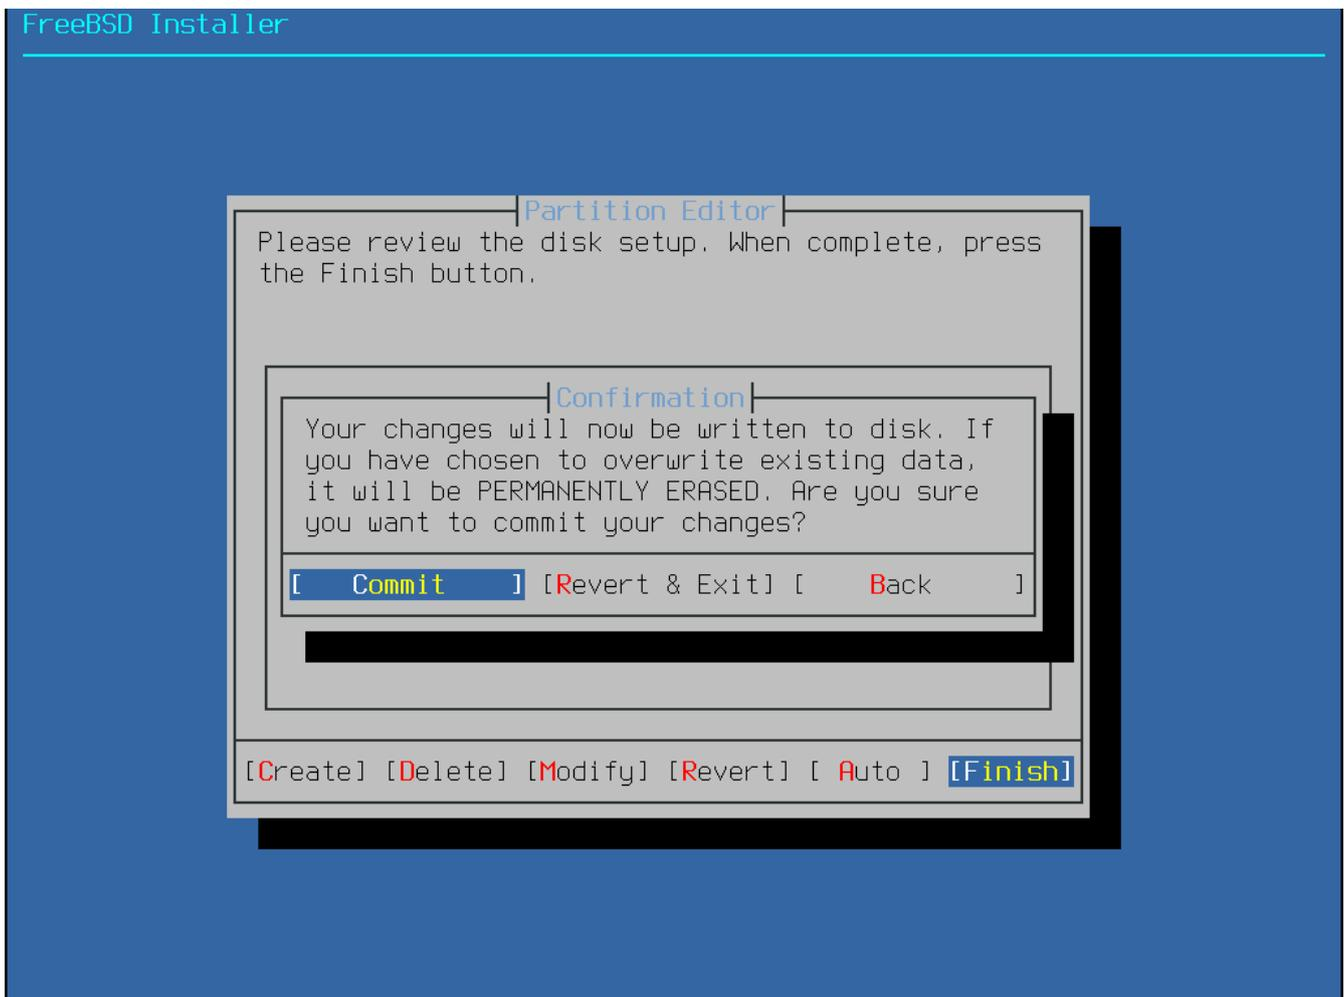 FreeBSD Installer
Partition Editor
Please review the disk setup. When complete, press
the Finish button.
Confirmation
Your changes will now be written to disk. If
you have chosen to overwrite existing data,
it will be PERMANENTLY ERASED. Are you sure
you want to commit your changes?
[ Commit ] [Revert & Exit] [ Back ]
[Create] [Delete] [Modify] [Revert] [ Auto ] [Finish]